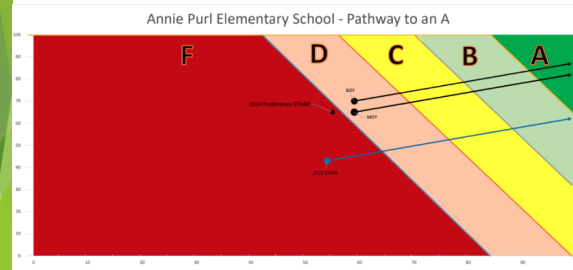 Annie Purl Elementary School - Pathway to an A
100
90
80
70
60
50
40
30
20
10
0
F
D
C
B
A
BOY
MOY
2024 Preliminary STAAR
2023 STAAR
0
10
20
30
40
50
60
70
80
90